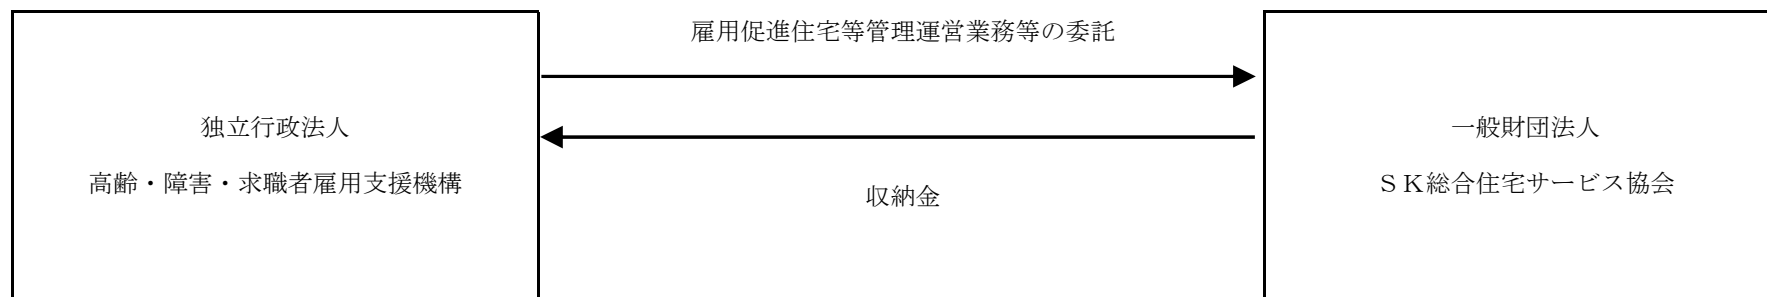 雇用促進住宅等管理運営業務等の委託
独立行政法人
高齢・障害・求職者雇用支援機構
収納金
一般財団法人
ＳＫ総合住宅サービス協会